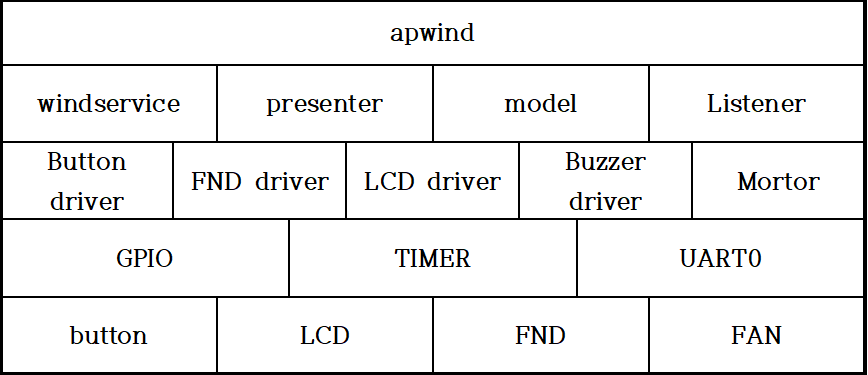 apwind
windservice presenter model Listener
Button driver FND driver LCD driver Buzzer driver Mortor
GPIO TIMER UART0
button LCD FND FAN